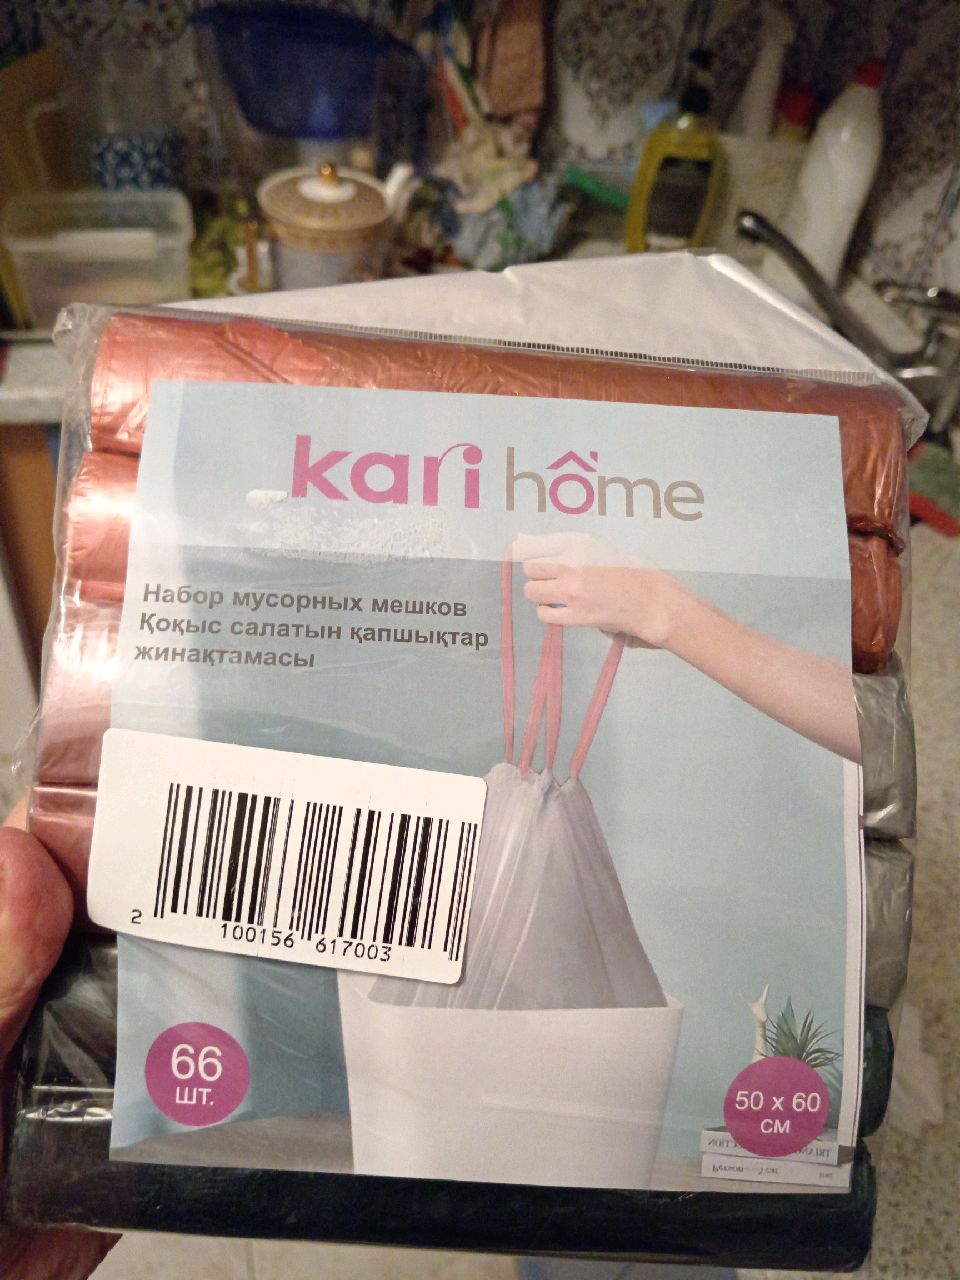 kari hôme
Набор мусорных мешков
Қоқыс салатын қапшықтар
жинақтамасы
2 100156 617003
66
шт.
50 x 60
см